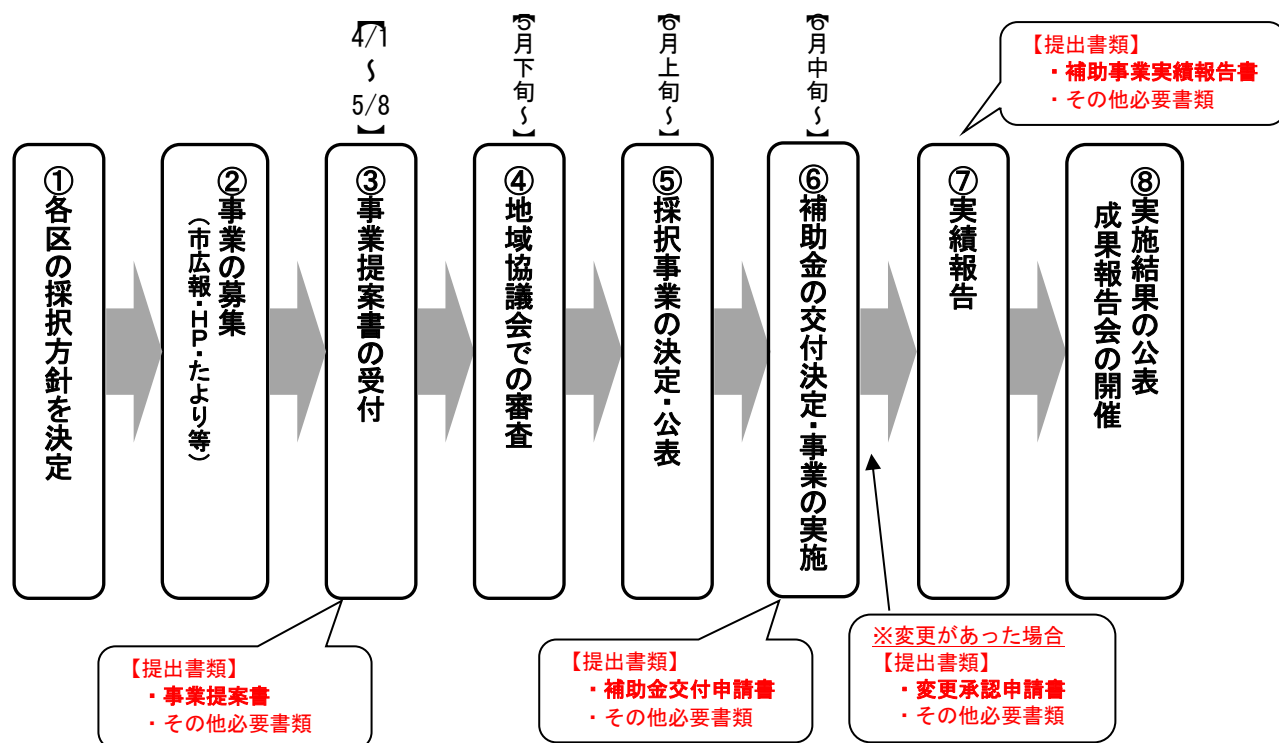 ①各区の採択方針を決定
②事業の募集
（市広報・HP・たより等）
【4/1～5/8】
③事業提案書の受付
【提出書類】
・事業提案書
・その他必要書類
【5月下旬～】
④地域協議会での審査
【6月上旬～】
⑤採択事業の決定・公表
【6月中旬～】
⑥補助金の交付決定・事業の実施
【提出書類】
・補助金交付申請書
・その他必要書類
※変更があった場合
【提出書類】
・変更承認申請書
・その他必要書類
⑦実績報告
【提出書類】
・補助事業実績報告書
・その他必要書類
⑧実施結果の公表
成果報告会の開催